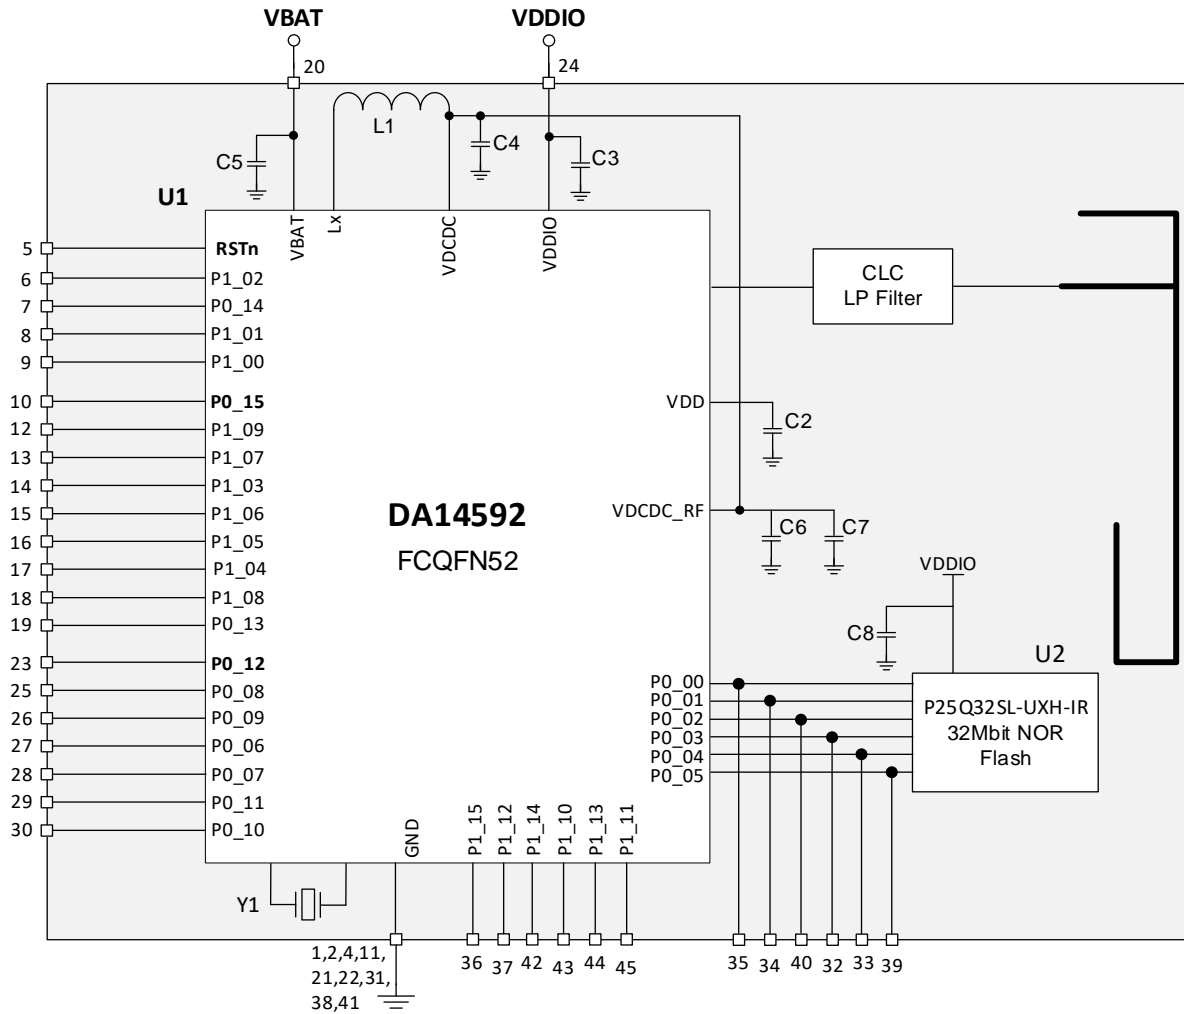 VBAT
VDDIO
20
24
L1
C4
C5
C3
U1
VBAT
Lx
VDCDC
VDDIO
5
RSTn
6
P1_02
7
P0_14
8
P1_01
9
P1_00
10
P0_15
12
P1_09
13
P1_07
14
P1_03
15
P1_06
16
P1_05
17
P1_04
18
P1_08
19
P0_13
23
P0_12
25
P0_08
26
P0_09
27
P0_06
28
P0_07
29
P0_11
30
P0_10
CLC
LP Filter
VDD
C2
DA14592
FCQFN52
VDCDC_RF
C6
C7
VDDIO
C8
U2
P0_00
P0_01
P0_02
P0_03
P0_04
P0_05
P25Q32SL-UXH-IR
32Mbit NOR
Flash
GND
P1_15
P1_12
P1_14
P1_10
P1_13
P1_11
Y1
1,2,4,11,
21,22,31,
38,41
36
37
42
43
44
45
35
34
40
32
33
39